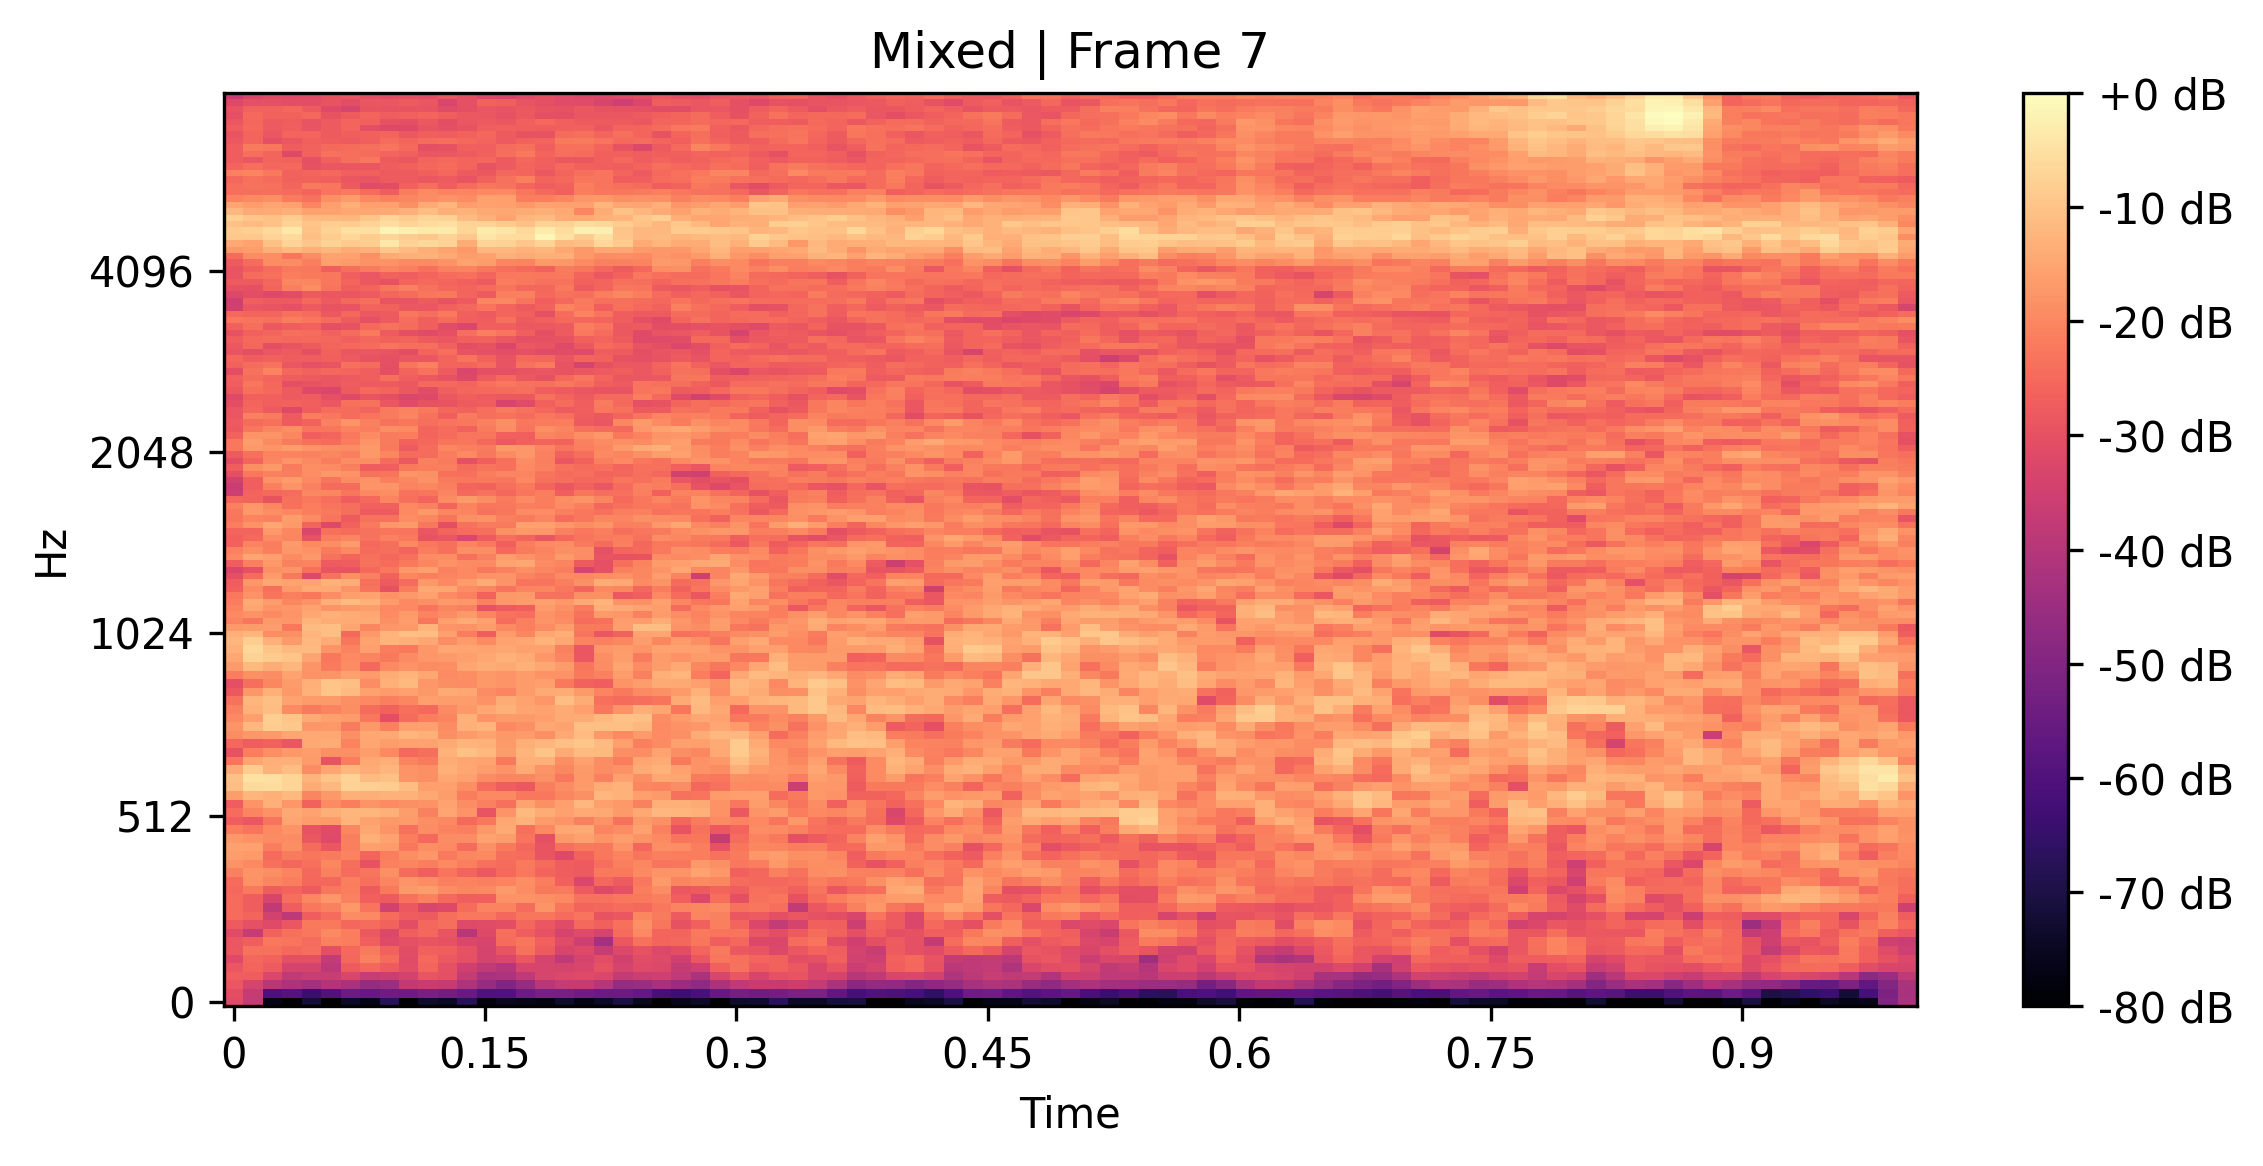 Mixed | Frame 7
+0 dB
-10 dB
-20 dB
-30 dB
-40 dB
-50 dB
-60 dB
-70 dB
-80 dB
Hz
4096
2048
1024
512
0
0 0.15 0.3 0.45 0.6 0.75 0.9
Time